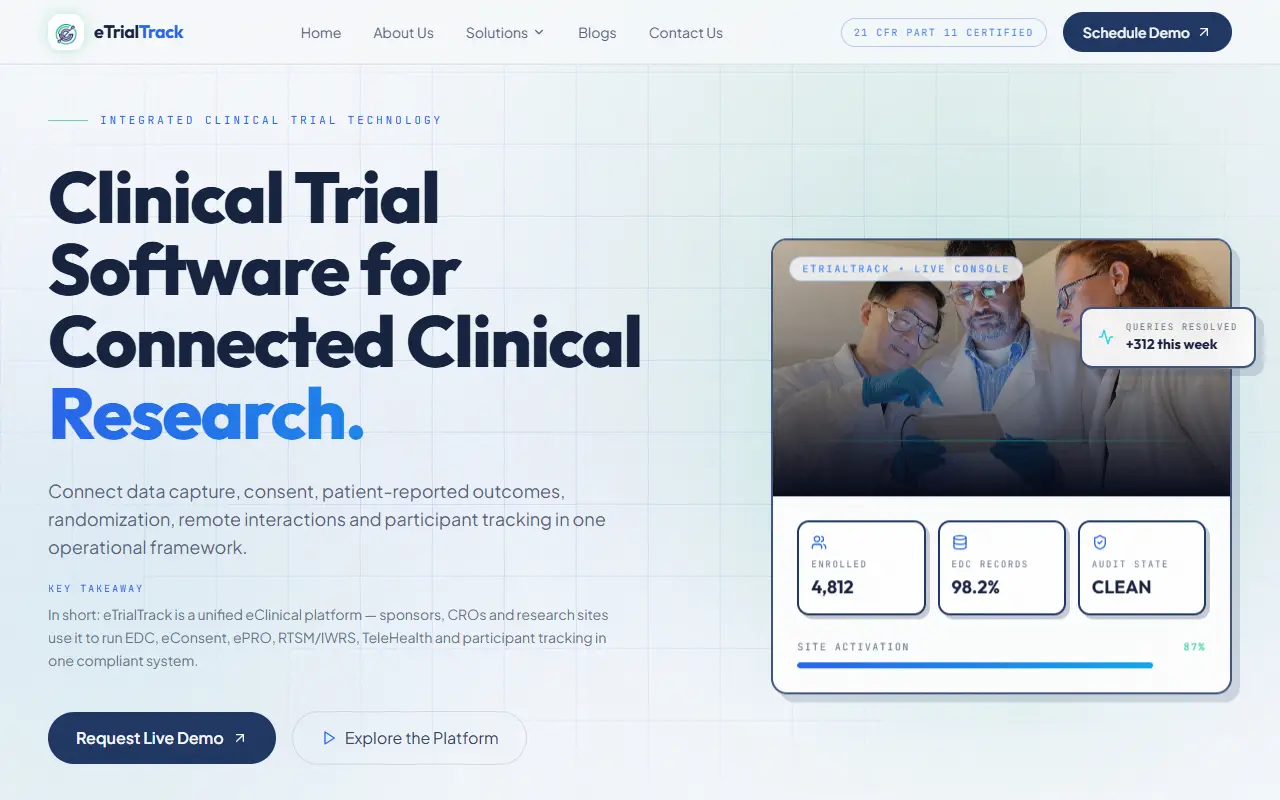 eTrialTrack
Home
About Us
Solutions
Blogs
Contact Us
21 CFR PART 11 CERTIFIED
Schedule Demo
INTEGRATED CLINICAL TRIAL TECHNOLOGY
Clinical Trial
Software for
Connected Clinical
Research.
Connect data capture, consent, patient-reported outcomes,
randomization, remote interactions and participant tracking in one
operational framework.
KEY TAKEAWAY
In short: eTrialTrack is a unified eClinical platform — sponsors, CROs and research sites
use it to run EDC, eConsent, ePRO, RTSM/IWRS, TeleHealth and participant tracking in
one compliant system.
Request Live Demo
Explore the Platform
ETRIALTRACK • LIVE CONSOLE
QUERIES RESOLVED
+312 this week
ENROLLED
4,812
EDC RECORDS
98.2%
AUDIT STATE
CLEAN
SITE ACTIVATION
87%